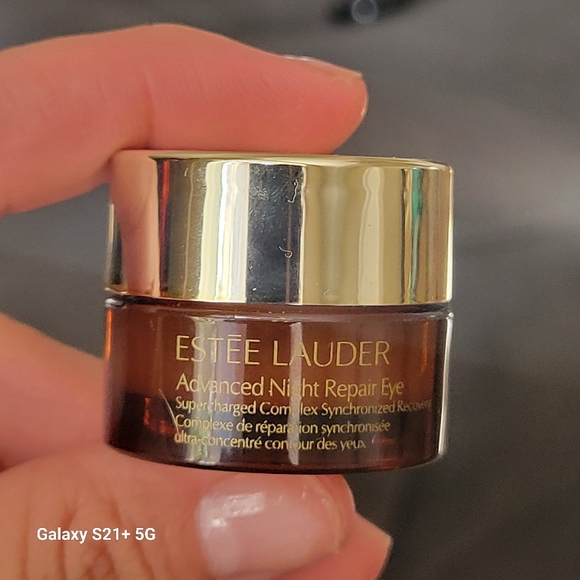 ESTĒE LAUDER
Advanced Night Repair Eye
Supercharged Complex Synchronized Recovery
Complexe de réparation synchronisée
ultra-concentré contour des yeux
Galaxy S21+ 5G